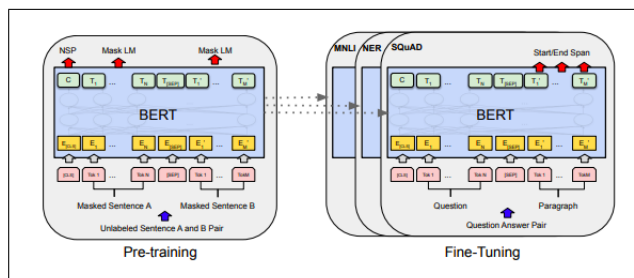 NSP Mask LM Mask LM
C T1 ... TN T[SEP] T1' ... TM'
BERT
E[CLS] E1 ... EN E[SEP] E1' ... EM'
[CLS] Tok 1 ... Tok N [SEP] Tok 1 ... TokM
Masked Sentence A Masked Sentence B
Unlabeled Sentence A and B Pair
Pre-training
MNLI NER SQuAD
Start/End Span
C T1 ... TN T[SEP] T1' ... TM'
BERT
E[CLS] E1 ... EN E[SEP] E1' ... EM'
[CLS] Tok 1 ... Tok N [SEP] Tok 1 ... TokM
Question Paragraph
Question Answer Pair
Fine-Tuning